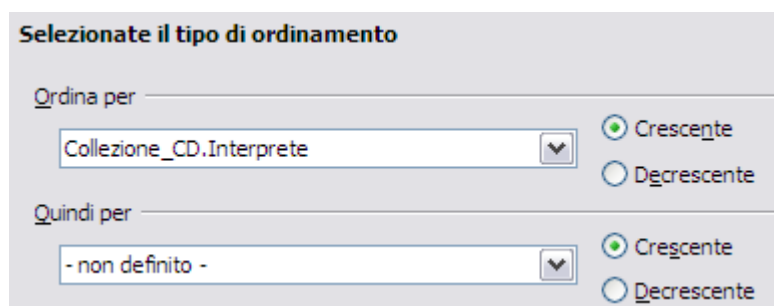 Selezionate il tipo di ordinamento
Ordina per
Collezione_CD.Interprete
Crescente
Decrescente
Quindi per
- non definito -
Crescente
Decrescente